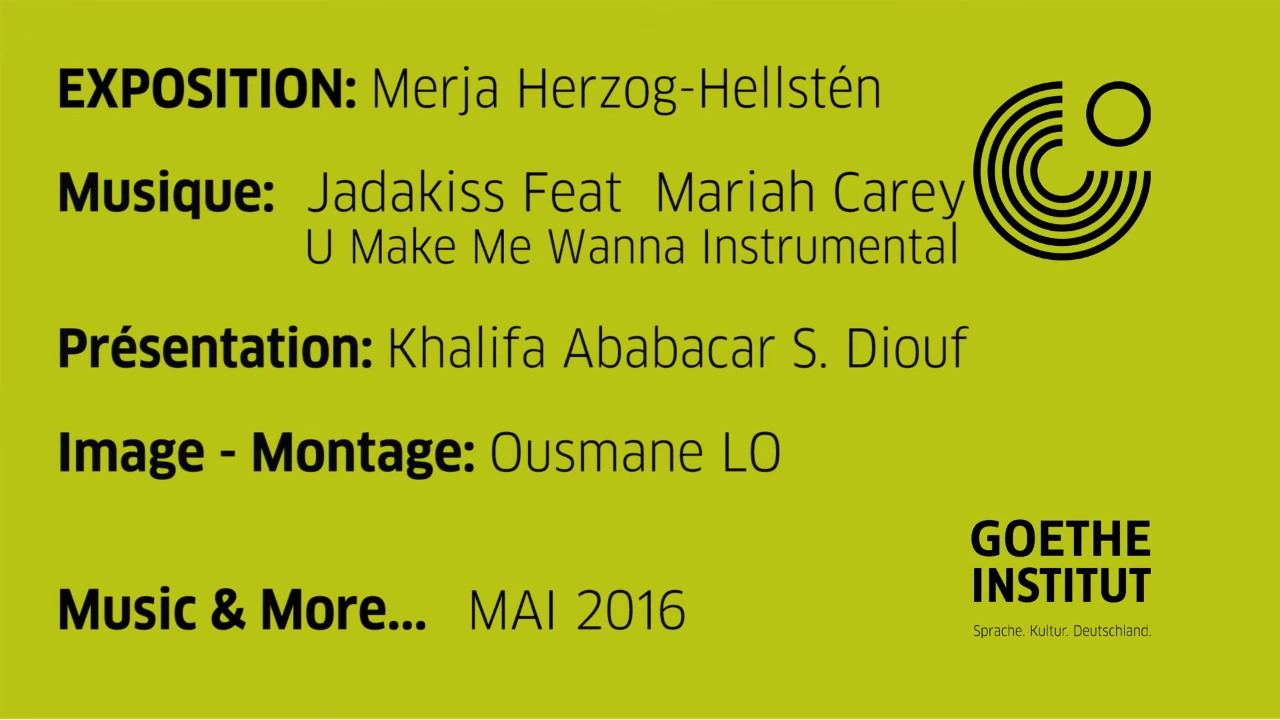 EXPOSITION: Merja Herzog-Hellstén
Musique: Jadakiss Feat Mariah Carey
U Make Me Wanna Instrumental
Présentation: Khalifa Ababacar S. Diouf
Image - Montage: Ousmane LO
Music & More... MAI 2016
GOETHE
INSTITUT
Sprache. Kultur. Deutschland.